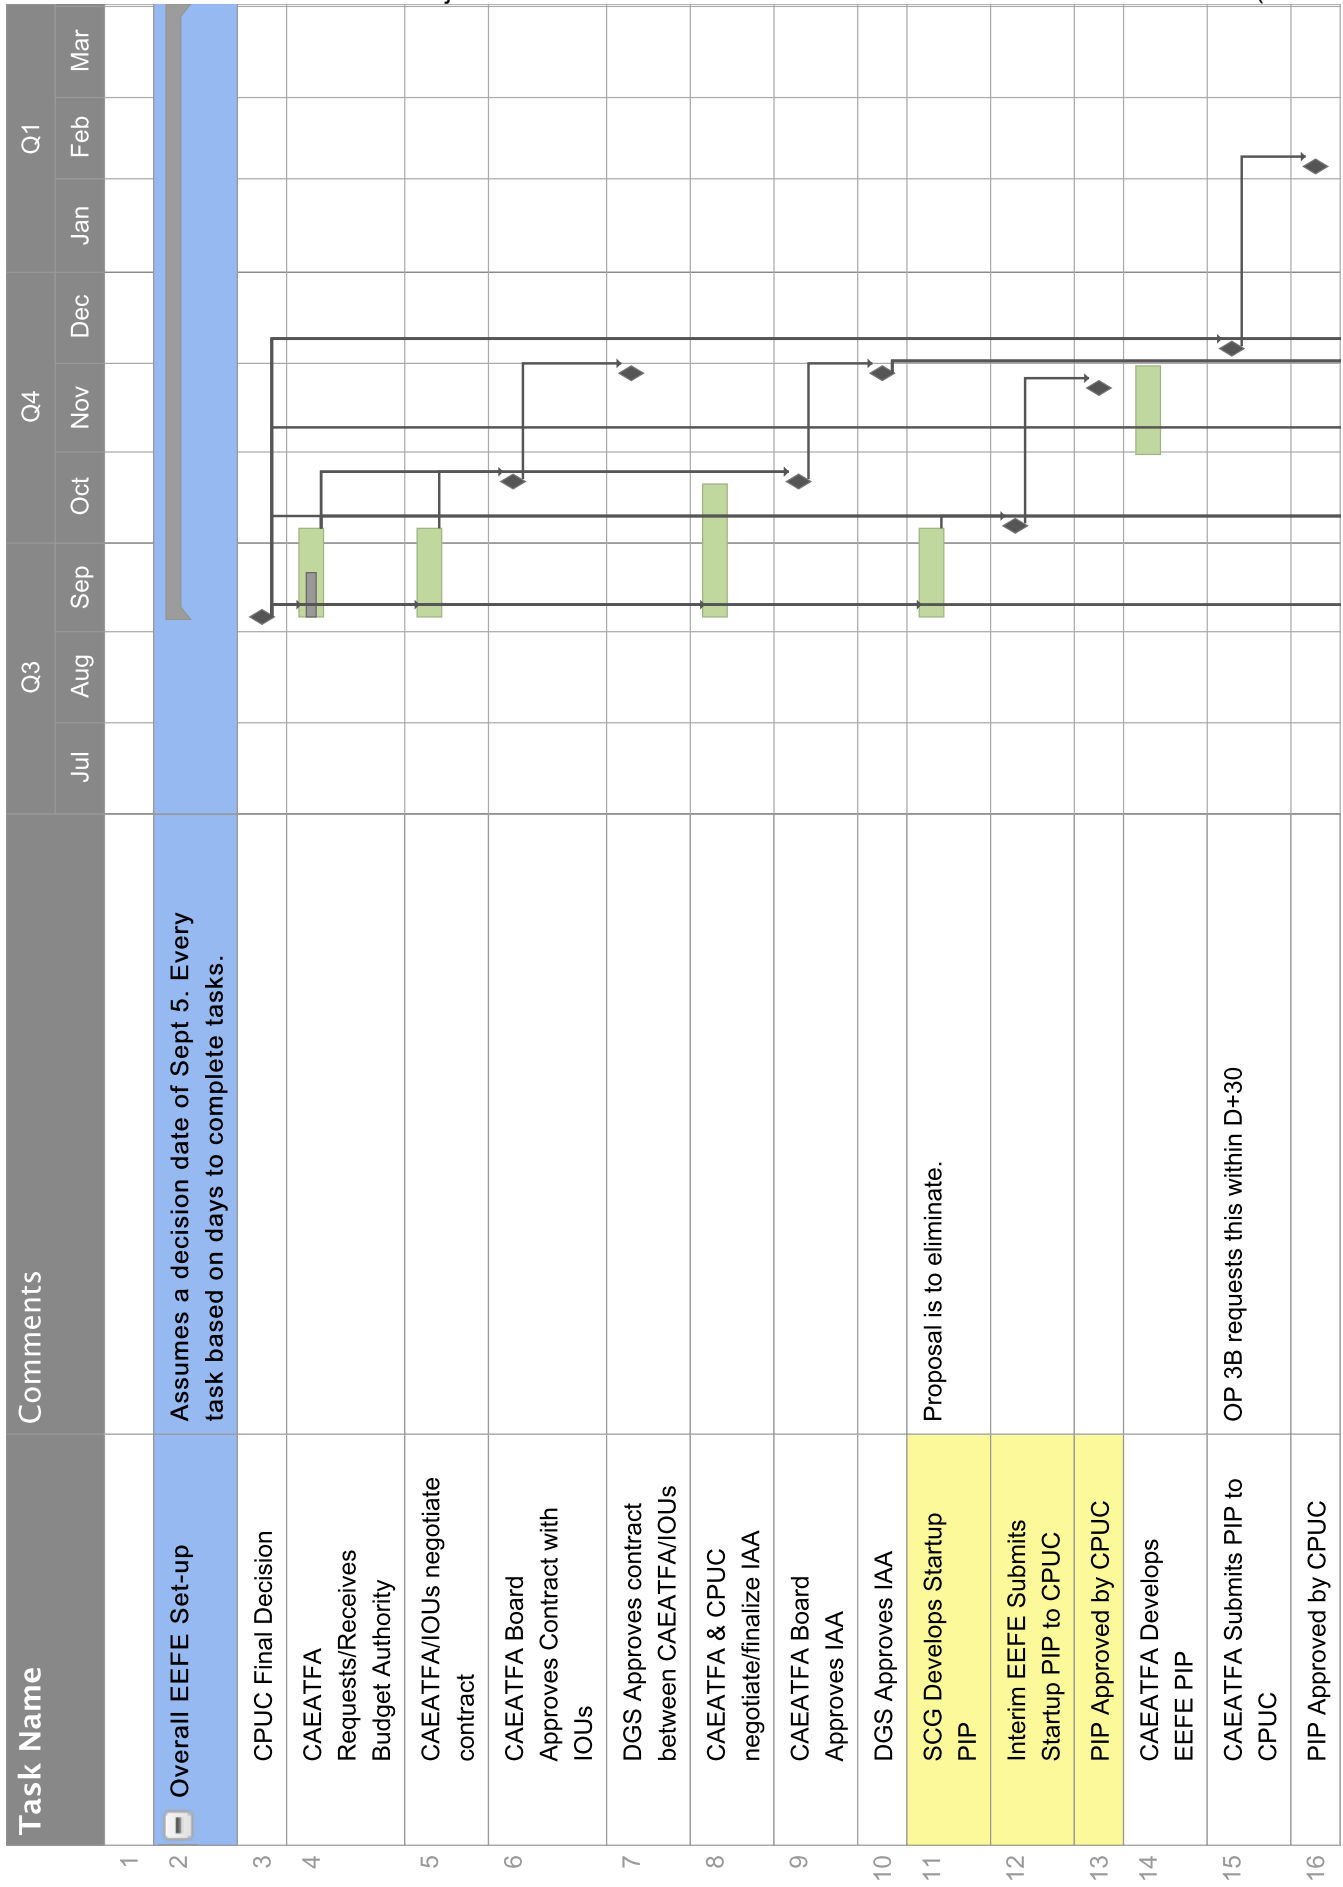 Task Name
Comments
Q3
Q4
Q1
Jul
Aug
Sep
Oct
Nov
Dec
Jan
Feb
Mar
1
2
Overall EEFE Set-up
Assumes a decision date of Sept 5. Every
task based on days to complete tasks.
3
CPUC Final Decision
4
CAEATFA
Requests/Receives
Budget Authority
5
CAEATFA/IOUs negotiate
contract
6
CAEATFA Board
Approves Contract with
IOUs
7
DGS Approves contract
between CAEATFA/IOUs
8
CAEATFA & CPUC
negotiate/finalize IAA
9
CAEATFA Board
Approves IAA
10
DGS Approves IAA
11
SCG Develops Startup
PIP
Proposal is to eliminate.
12
Interim EEFE Submits
Startup PIP to CPUC
13
PIP Approved by CPUC
14
CAEATFA Develops
EEFE PIP
15
CAEATFA Submits PIP to
CPUC
OP 3B requests this within D+30
16
PIP Approved by CPUC